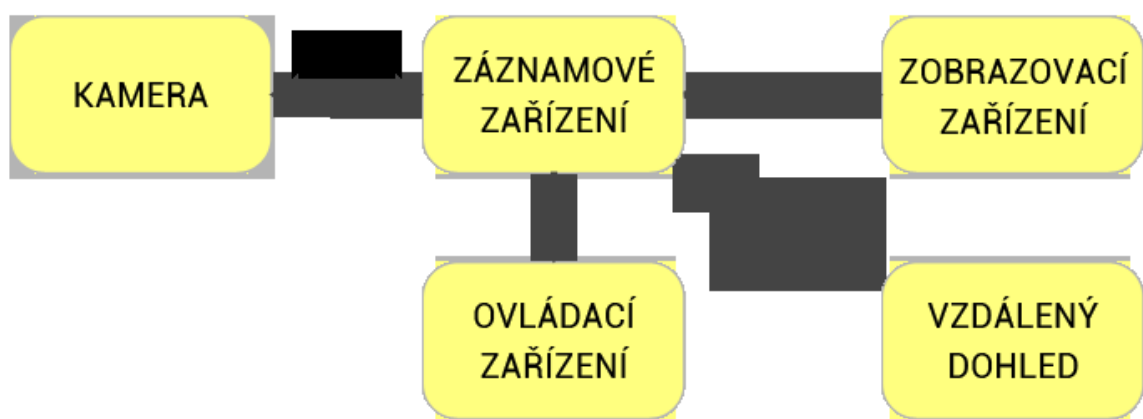 KAMERA
ZÁZNAMOVÉ
ZAŘÍZENÍ
ZOBRAZOVACÍ
ZAŘÍZENÍ
OVLÁDACÍ
ZAŘÍZENÍ
VZDÁLENÝ
DOHLED